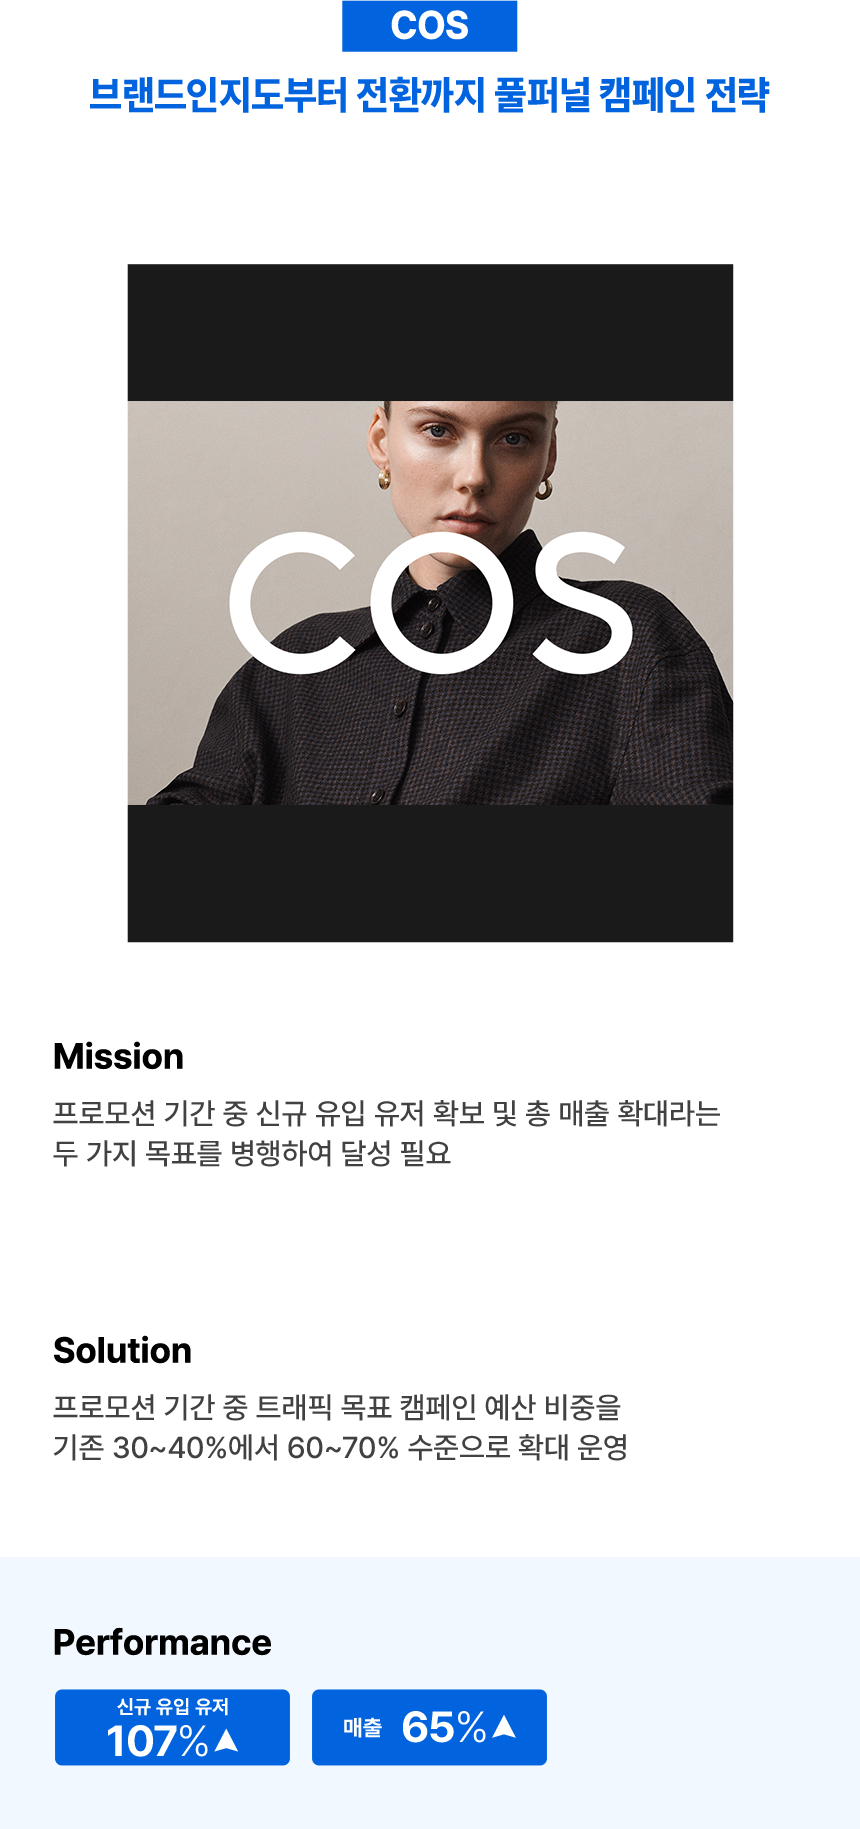 COS
브랜드인지도부터 전환까지 풀퍼널 캠페인 전략
COS
Mission
프로모션 기간 중 신규 유입 유저 확보 및 총 매출 확대라는
두 가지 목표를 병행하여 달성 필요
Solution
프로모션 기간 중 트래픽 목표 캠페인 예산 비중을
기존 30~40%에서 60~70% 수준으로 확대 운영
Performance
신규 유입 유저
107%▲
매출 65%▲